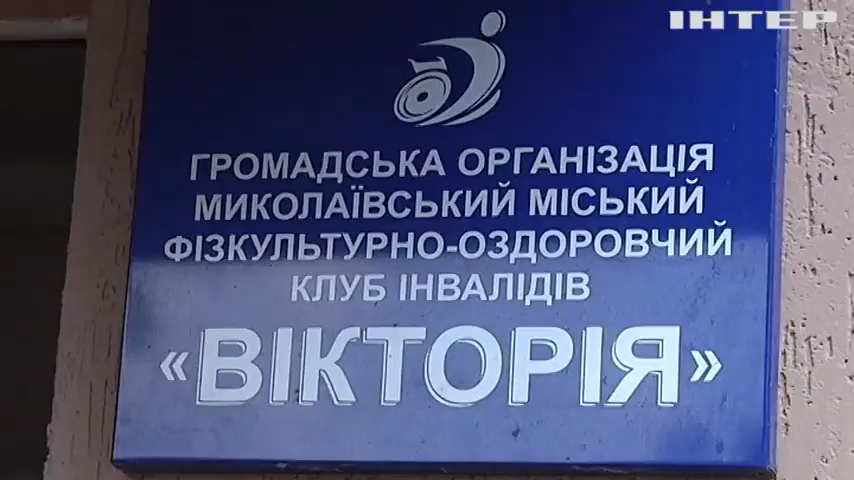 ІНТЕР
ГРОМАДСЬКА ОРГАНІЗАЦІЯ
МИКОЛАЇВСЬКИЙ МІСЬКИЙ
ФІЗКУЛЬТУРНО-ОЗДОРОВЧИЙ
КЛУБ ІНВАЛІДІВ
«ВІКТОРІЯ»